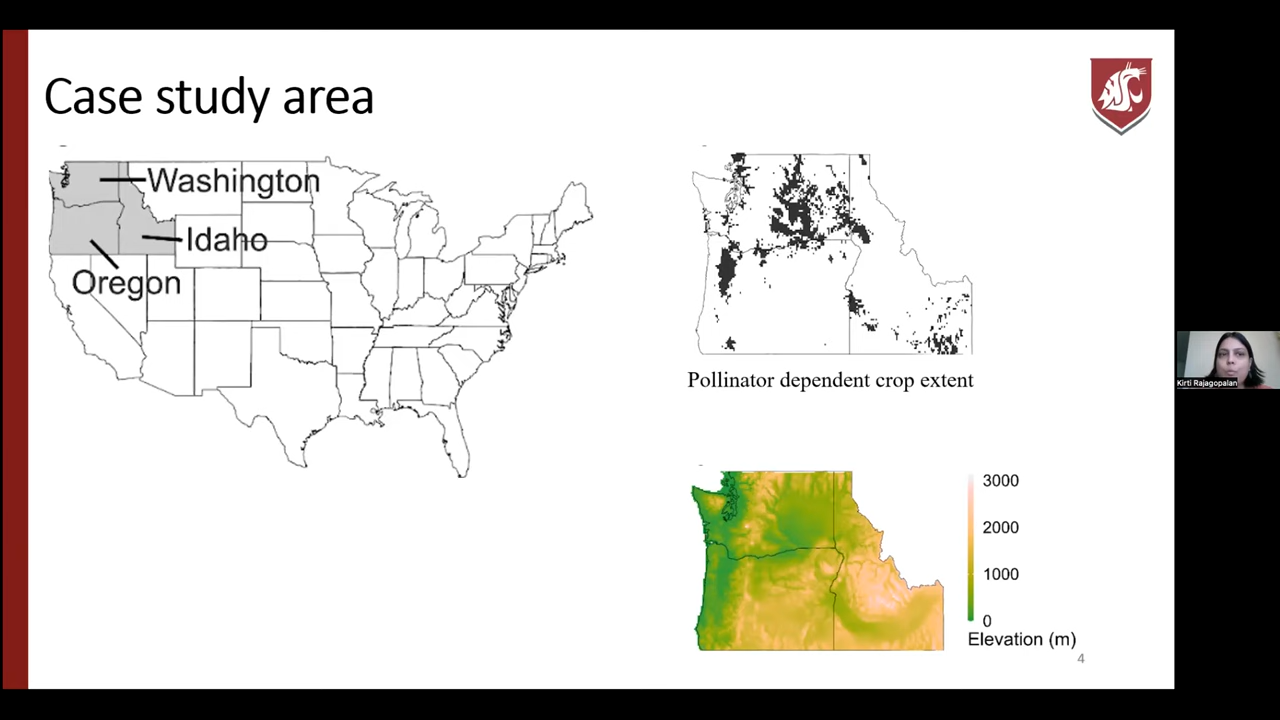 Case study area
Washington
Idaho
Oregon
Pollinator dependent crop extent
3000
2000
1000
0
Elevation (m)
4
Kirti Rajagopalan